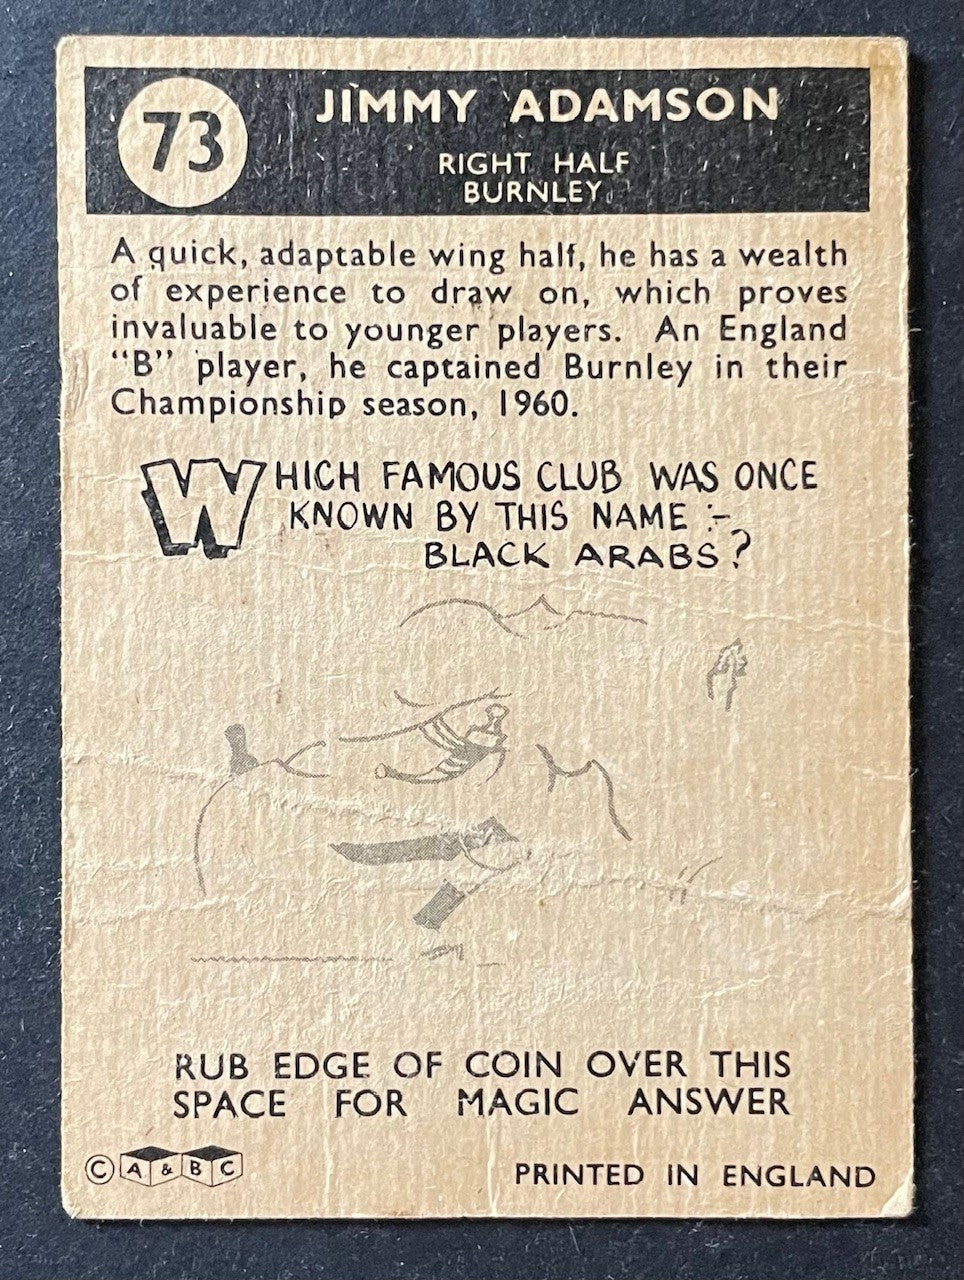 73
JIMMY ADAMSON
RIGHT HALF
BURNLEY
A quick, adaptable wing half, he has a wealth
of experience to draw on, which proves
invaluable to younger players. An England
"B" player, he captained Burnley in their
Championship season, 1960.
WHICH FAMOUS CLUB WAS ONCE
KNOWN BY THIS NAME :-
BLACK ARABS?
RUB EDGE OF COIN OVER THIS
SPACE FOR MAGIC ANSWER
© A & B C
PRINTED IN ENGLAND